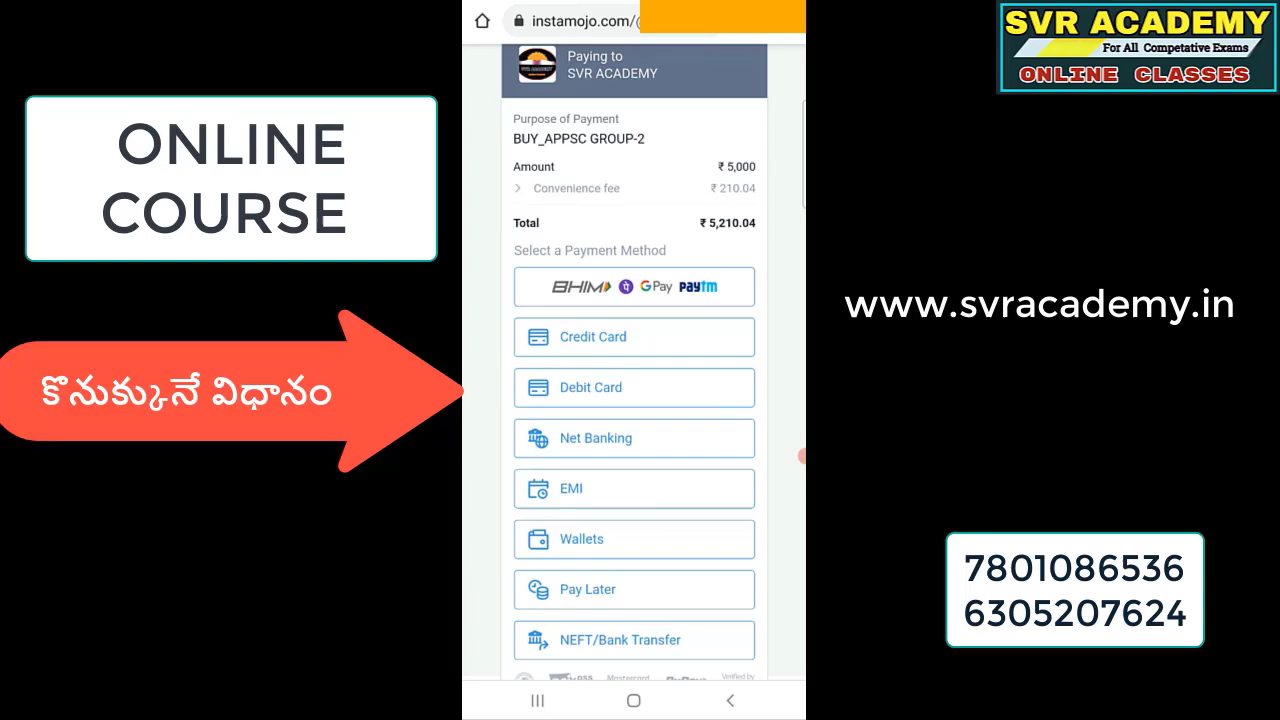 SVR ACADEMY
For All Competative Exams
ONLINE CLASSES
ONLINE
COURSE
కొనుక్కునే విధానం
instamojo.com/@
Paying to
SVR ACADEMY
Purpose of Payment
BUY_APPSC GROUP-2
Amount ₹ 5,000
Convenience fee ₹ 210.04
Total ₹ 5,210.04
Select a Payment Method
BHIM G Pay paytm
Credit Card
Debit Card
Net Banking
EMI
Wallets
Pay Later
NEFT/Bank Transfer
www.svracademy.in
7801086536
6305207624